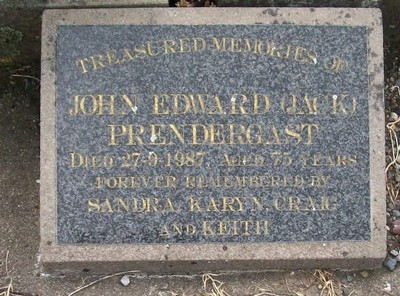 TREASURED MEMORIES OF
JOHN EDWARD (JACK)
PRENDERGAST
DIED 27-9-1987, AGED 75 YEARS
FOREVER REMEMBERED BY
SANDRA, KARYN, CRAIG
AND KEITH